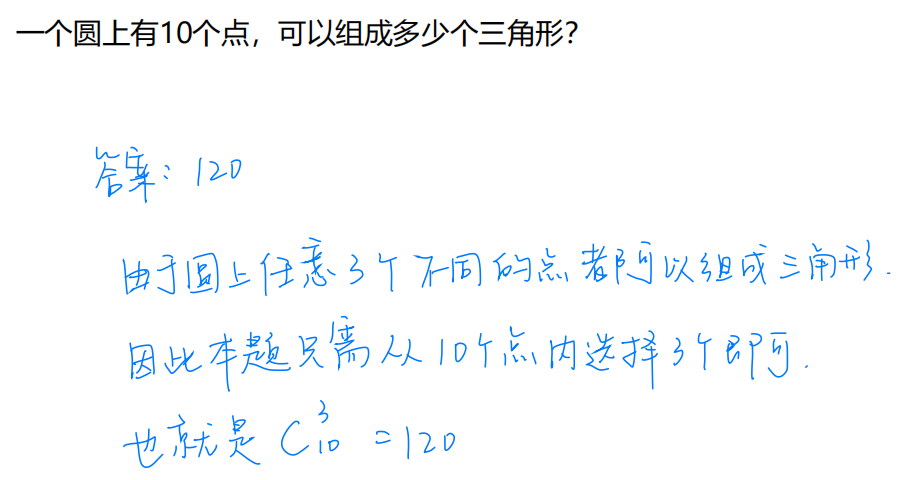 一个圆上有10个点，可以组成多少个三角形？
答案：120
由于圆上任意3个不同的点都可以组成三角形.
因此本题只需从10个点内选择3个即可.
也就是 C₁₀³ = 120